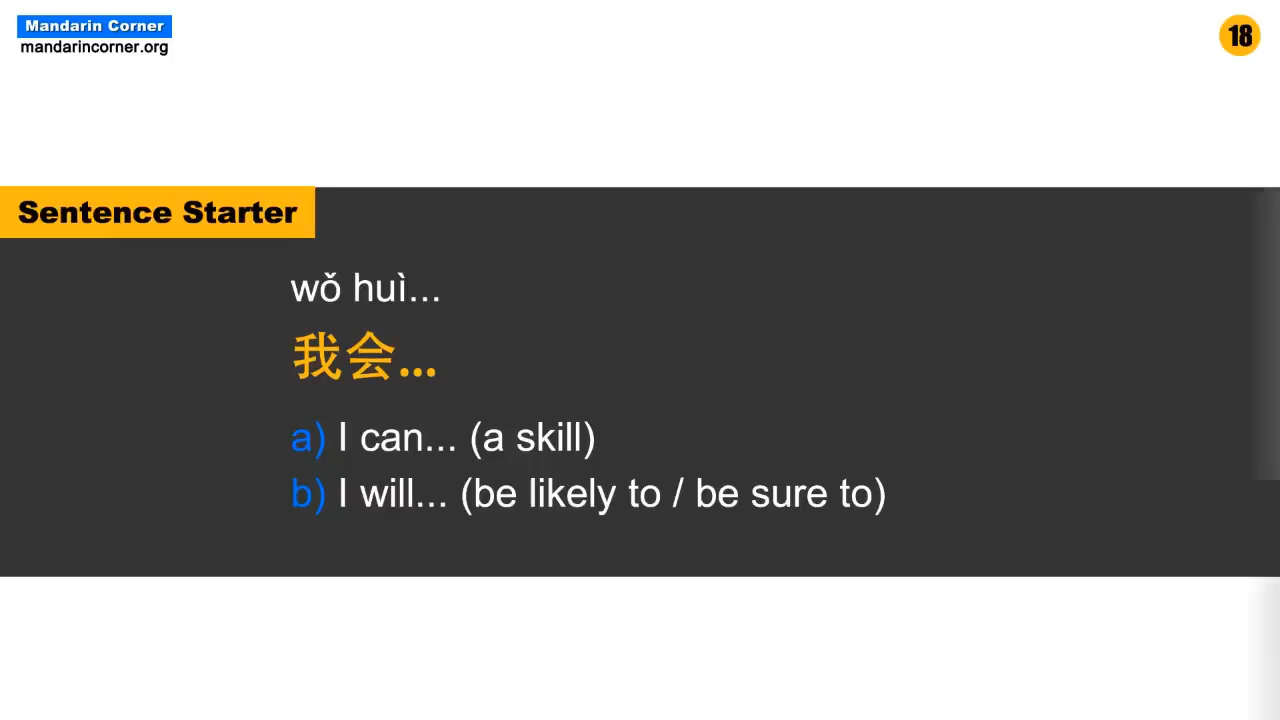 Mandarin Corner
mandarincorner.org
18
Sentence Starter
wǒ huì...
我会...
a) I can... (a skill)
b) I will... (be likely to / be sure to)